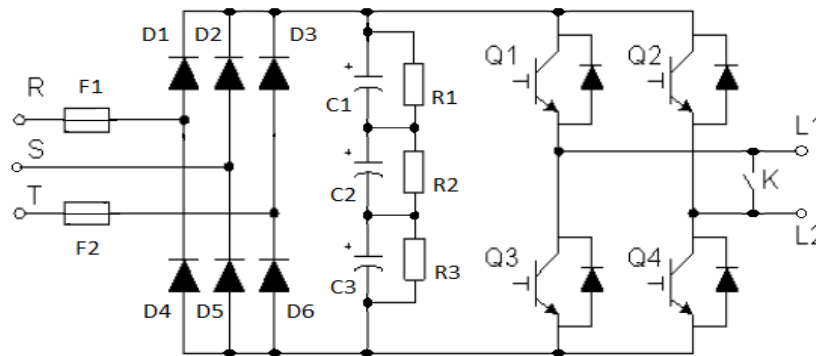 D1 D2 D3 Q1 Q2
R F1 C1 R1 L1
S C2 R2 K
T F2 L2
C3 R3 Q3 Q4
D4 D5 D6